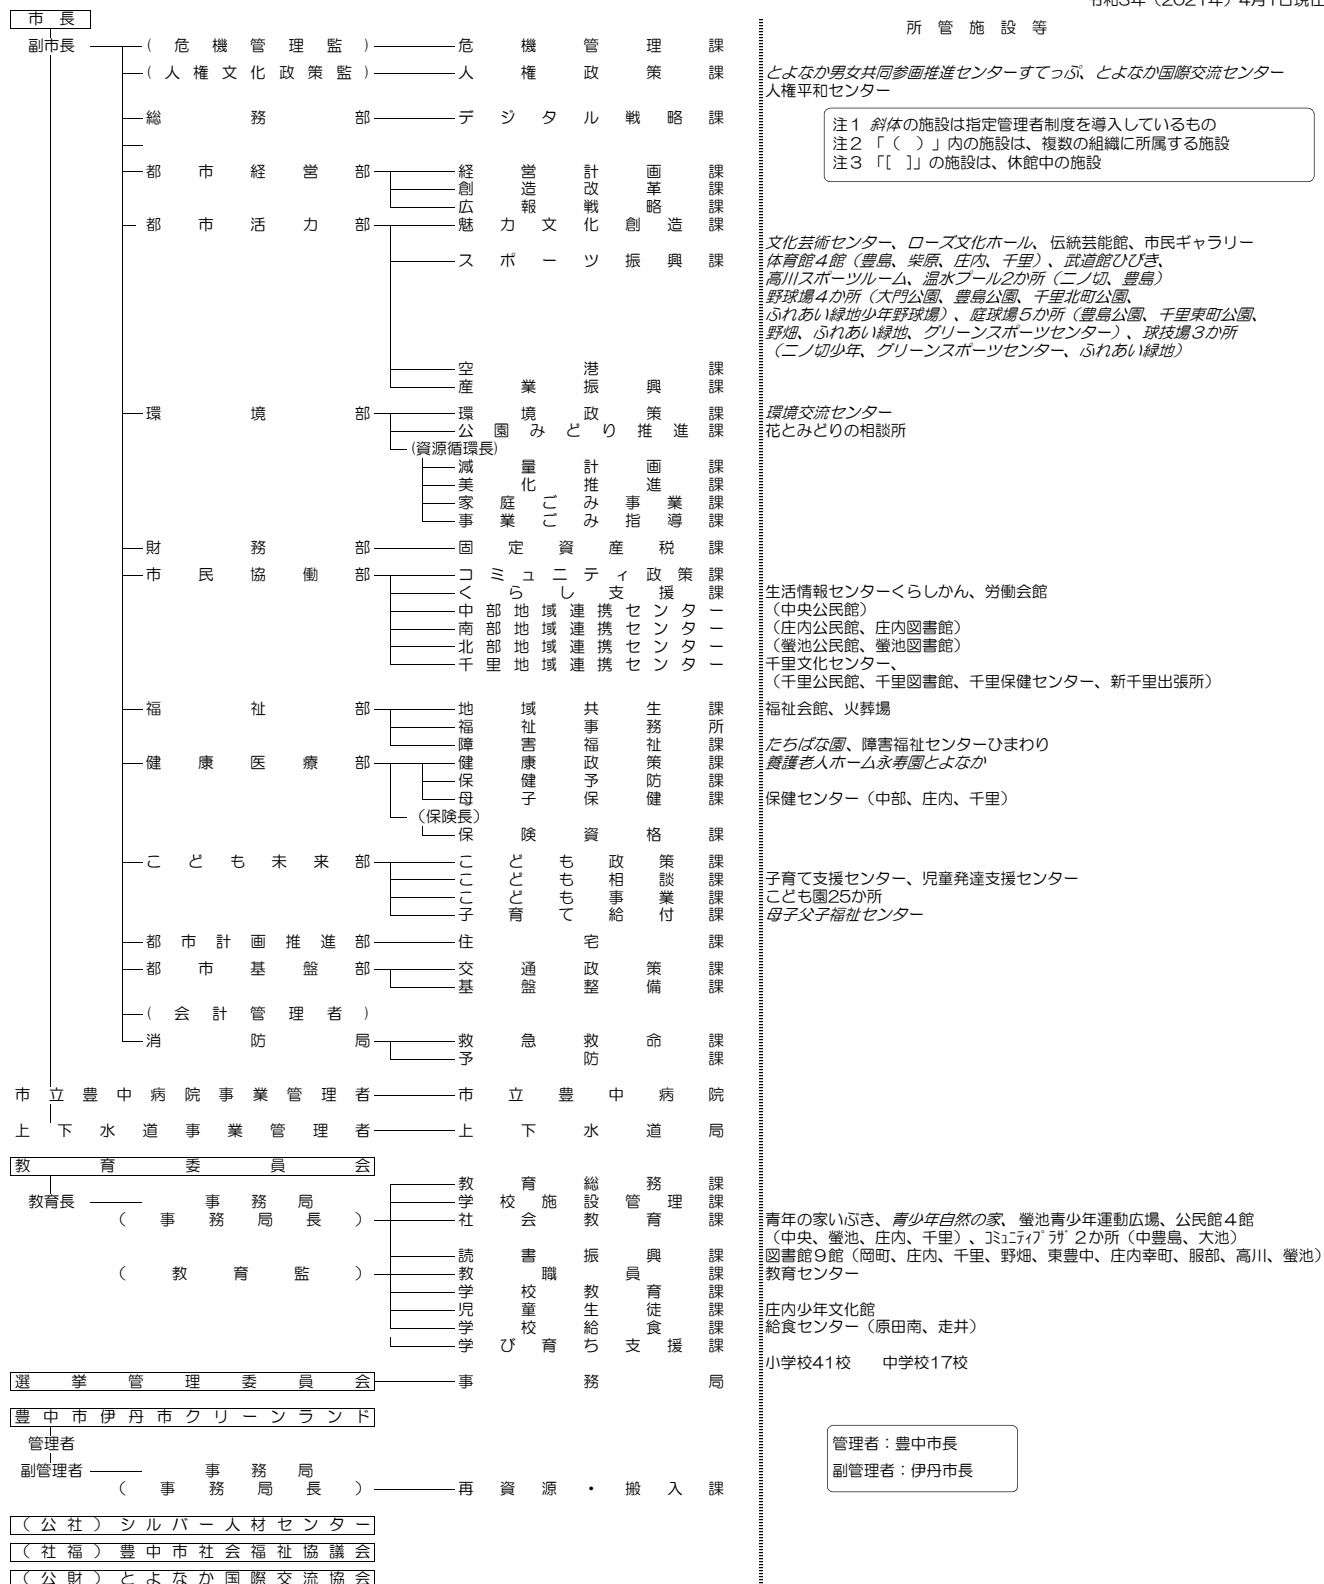 令和3年（2021年）4月1日現在
市長
所管施設等
副市長 （危機管理監） 危機管理課
（人権文化政策監） 人権政策課 とよなか男女共同参画推進センターすてっぷ、とよなか国際交流センター
人権平和センター
総務部 デジタル戦略課
注1 斜体の施設は指定管理者制度を導入しているもの
注2 「（　）」内の施設は、複数の組織に所属する施設
注3 「[　]」の施設は、休館中の施設
都市経営部 経営計画課
創造改革課
広報戦略課
都市活力部 魅力文化創造課
文化芸術センター、ローズ文化ホール、伝統芸能館、市民ギャラリー
スポーツ振興課 体育館4館（豊島、柴原、庄内、千里）、武道館ひびき、
高川スポーツルーム、温水プール2か所（二ノ切、豊島）
野球場4か所（大門公園、豊島公園、千里北町公園、
ふれあい緑地少年野球場）、庭球場5か所（豊島公園、千里東町公園、
野畑、ふれあい緑地、グリーンスポーツセンター）、球技場3か所
（二ノ切少年、グリーンスポーツセンター、ふれあい緑地）
空港課
産業振興課
環境部 環境政策課 環境交流センター
公園みどり推進課 花とみどりの相談所
(資源循環長)
減量計画課
美化推進課
家庭ごみ事業課
事業ごみ指導課
財務部 固定資産税課
市民協働部 コミュニティ政策課
くらし支援課 生活情報センターくらしかん、労働会館
中部地域連携センター （中央公民館）
南部地域連携センター （庄内公民館、庄内図書館）
北部地域連携センター （螢池公民館、螢池図書館）
千里地域連携センター 千里文化センター、
（千里公民館、千里図書館、千里保健センター、新千里出張所）
福祉部 地域共生課 福祉会館、火葬場
福祉事務所
障害福祉課 たちばな園、障害福祉センターひまわり
健康医療部 健康政策課 養護老人ホーム永寿園とよなか
保健予防課
母子保健課 保健センター（中部、庄内、千里）
（保険長）
保険資格課
こども未来部 こども政策課
こども相談課 子育て支援センター、児童発達支援センター
こども事業課 こども園25か所
子育て給付課 母子父子福祉センター
都市計画推進部 住宅課
都市基盤部 交通政策課
基盤整備課
（会計管理者）
消防局 救急救命課
予防課
市立豊中病院事業管理者 市立豊中病院
上下水道事業管理者 上下水道局
教育委員会
教育総務課
教育長 事務局 学校施設管理課
（事務局長） 社会教育課 青年の家いぶき、青少年自然の家、螢池青少年運動広場、公民館4館
（中央、螢池、庄内、千里）、コミュニティプラザ2か所（中豊島、大池）
読書振興課 図書館9館（岡町、庄内、千里、野畑、東豊中、庄内幸町、服部、高川、螢池）
（教育監） 教職員課 教育センター
学校教育課
児童生徒課 庄内少年文化館
学校給食課 給食センター（原田南、走井）
学び育ち支援課
小学校41校　中学校17校
選挙管理委員会 事務局
豊中市伊丹市クリーンランド
管理者 管理者：豊中市長
副管理者 事務局 副管理者：伊丹市長
（事務局長） 再資源・搬入課
（公社）シルバー人材センター
（社福）豊中市社会福祉協議会
（公財）とよなか国際交流協会